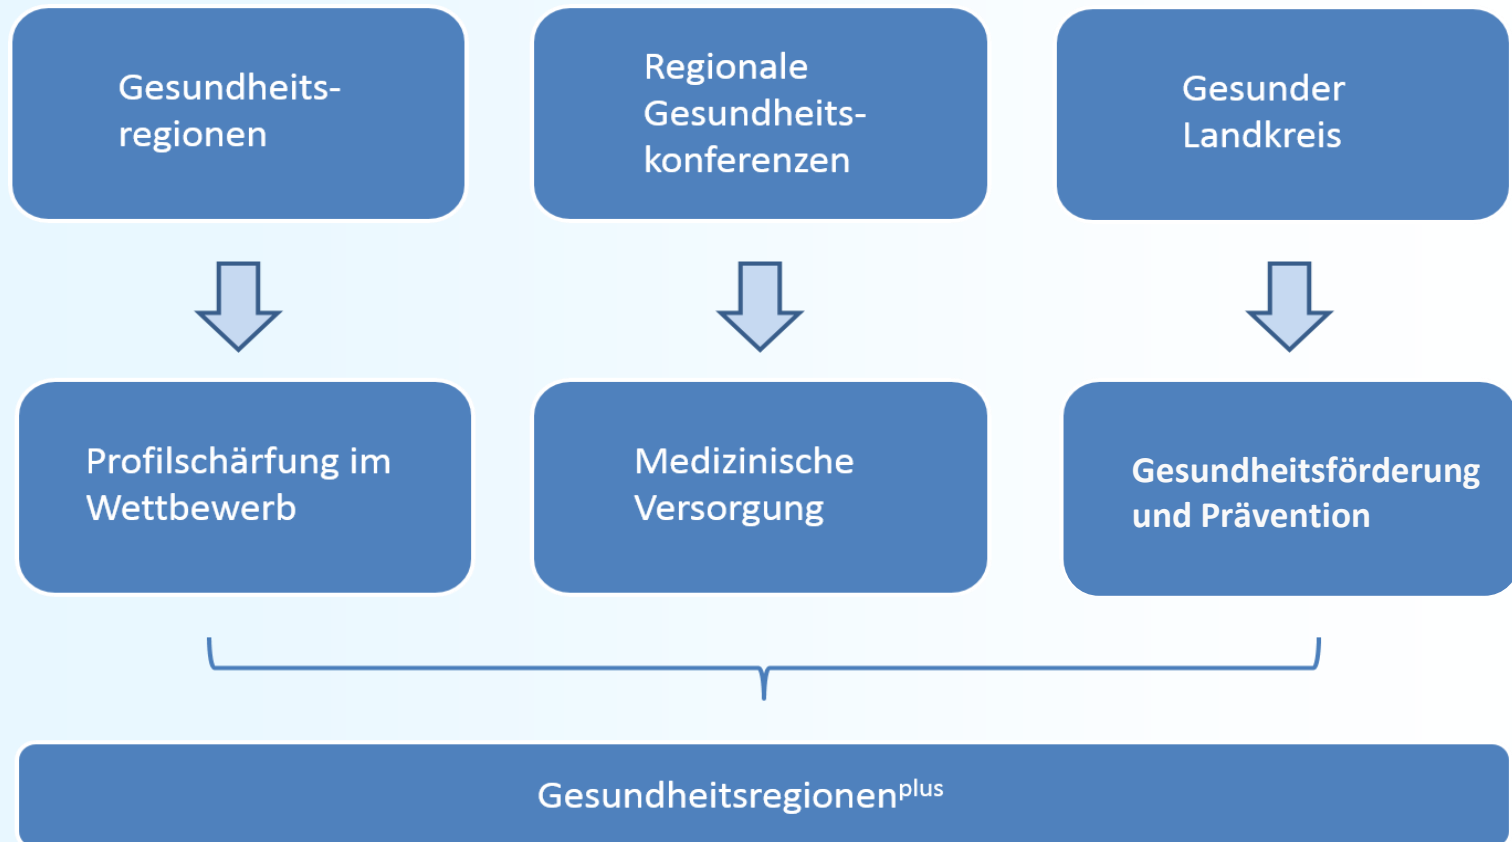 Gesundheits-
regionen
Regionale
Gesundheits-
konferenzen
Gesunder
Landkreis
Profilschärfung im
Wettbewerb
Medizinische
Versorgung
Gesundheitsförderung
und Prävention
Gesundheitsregionenplus